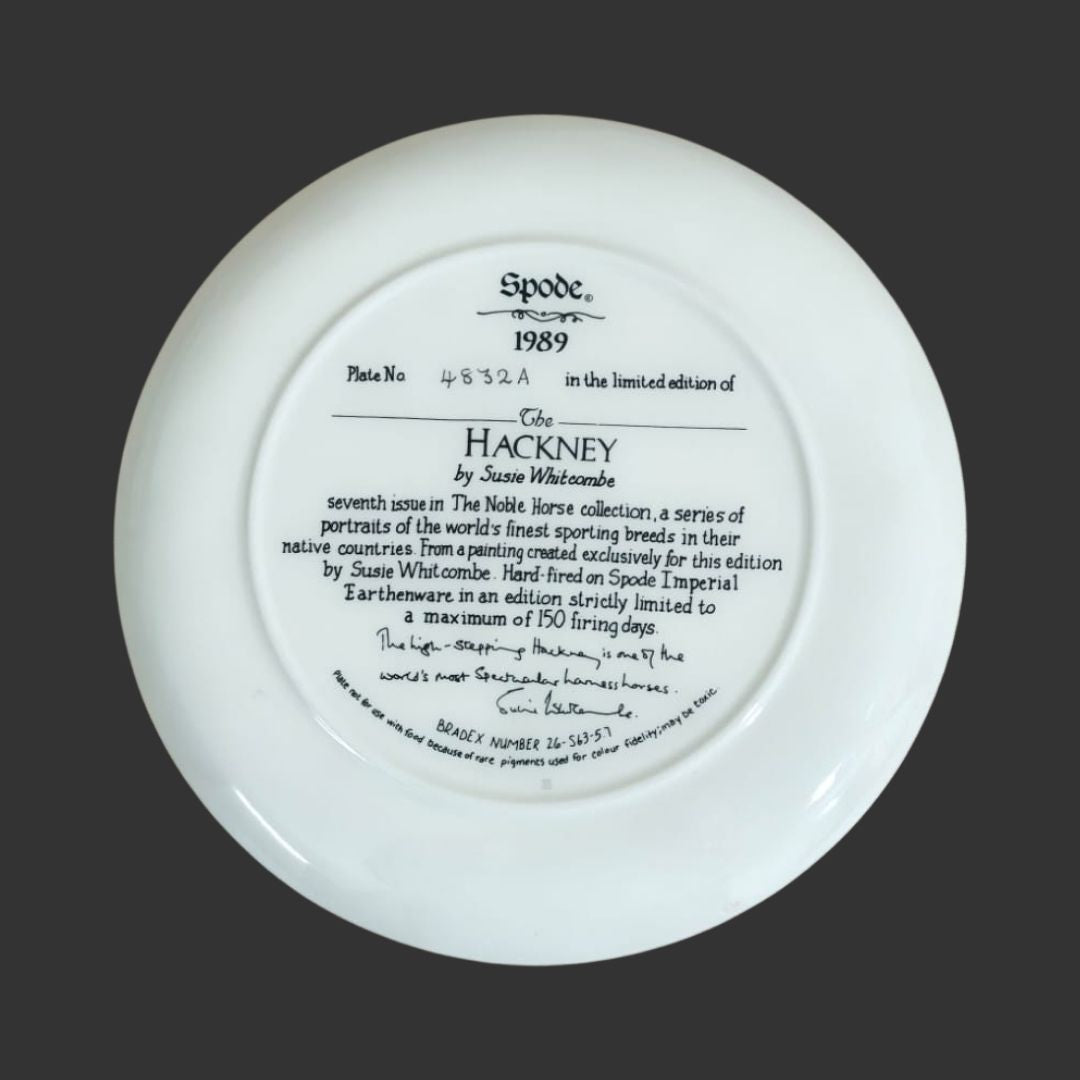 Spode®
1989
Plate No 4832A in the limited edition of
The
HACKNEY
by Susie Whitcombe
seventh issue in The Noble Horse collection, a series of
portraits of the world's finest sporting breeds in their
native countries. From a painting created exclusively for this edition
by Susie Whitcombe. Hard-fired on Spode Imperial
Earthenware in an edition strictly limited to
a maximum of 150 firing days.
The high-stepping Hackney is one of the
world's most spectacular harness horses.
Susie Whitcombe.
BRADEX NUMBER 26-S63-5.7
Plate not for use with food because of rare pigments used for colour fidelity; may be toxic.